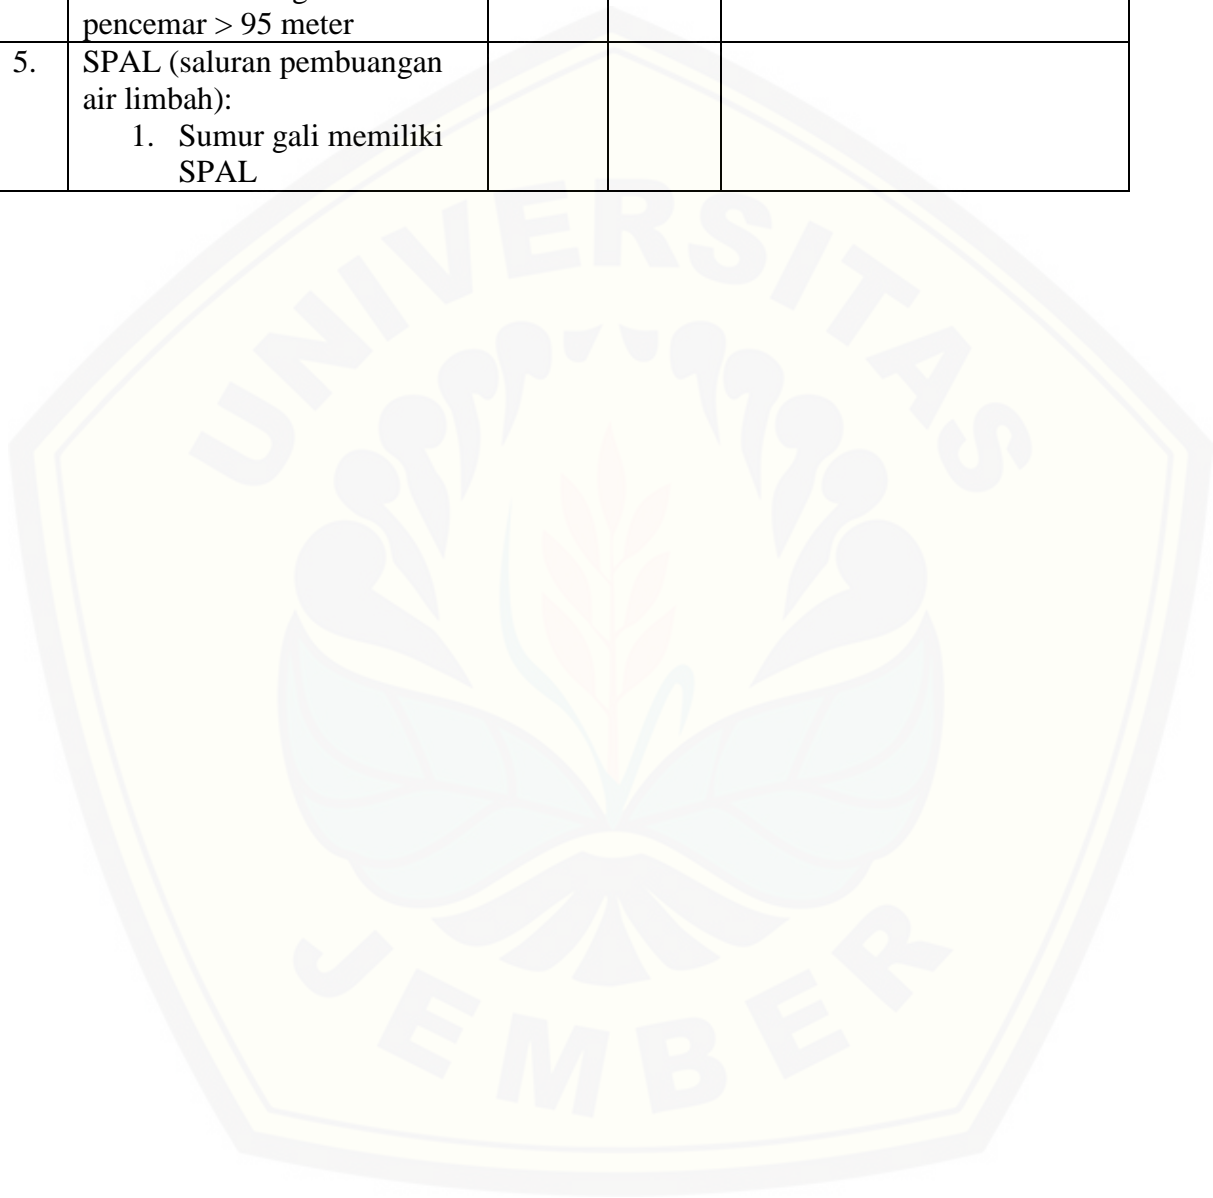 pencemar > 95 meter
5. SPAL (saluran pembuangan
air limbah):
1. Sumur gali memiliki
SPAL
UNIVERSITAS
JEMBER